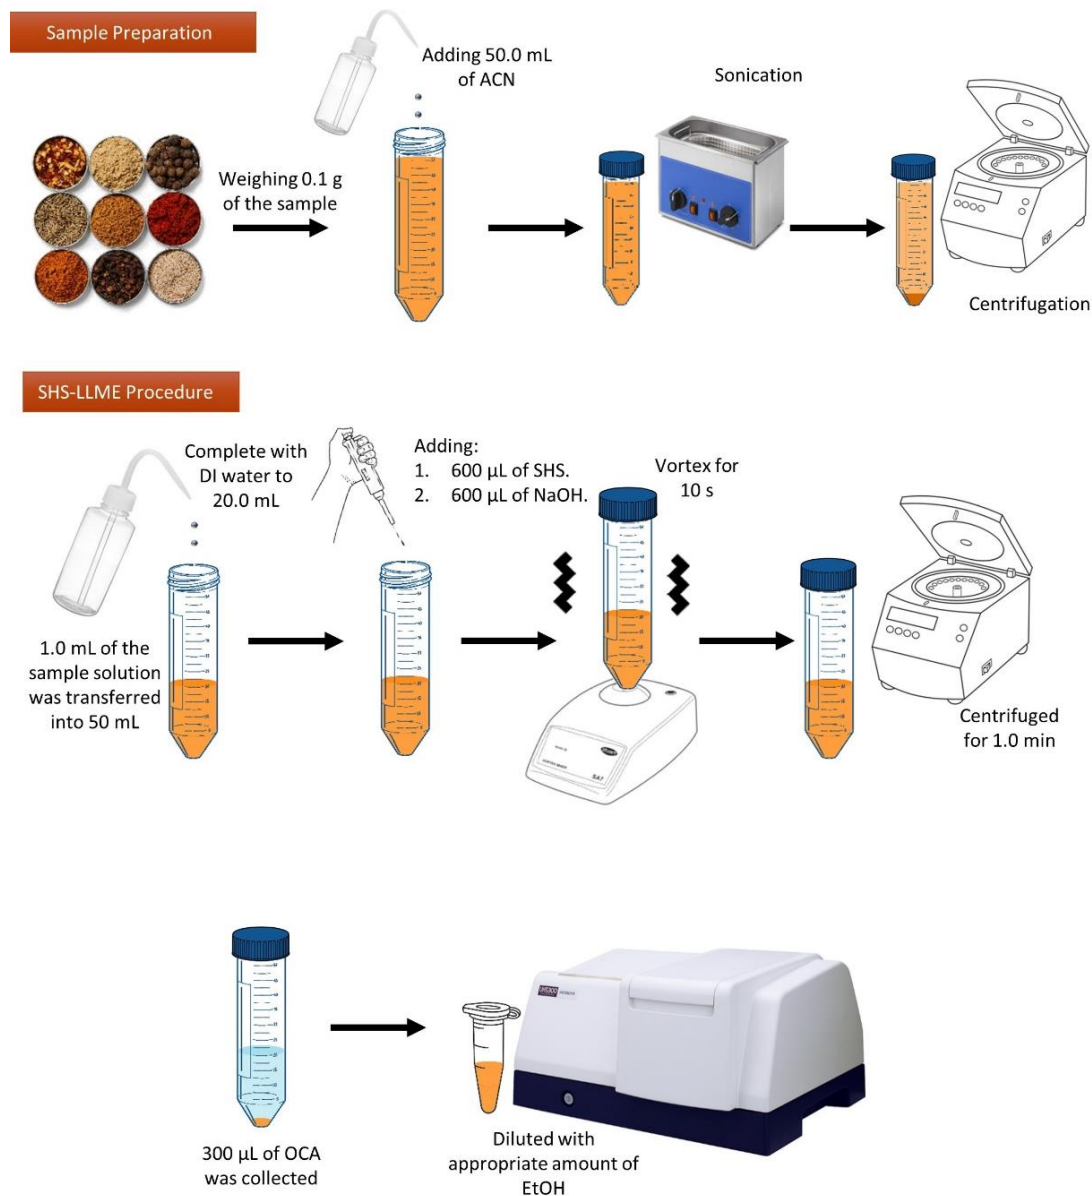 Sample Preparation
Adding 50.0 mL
of ACN
Sonication
Weighing 0.1 g
of the sample
Centrifugation
SHS-LLME Procedure
Complete with
DI water to
20.0 mL
Adding:
1. 600 µL of SHS.
2. 600 µL of NaOH.
Vortex for
10 s
1.0 mL of the
sample solution
was transferred
into 50 mL
Centrifuged
for 1.0 min
300 µL of OCA
was collected
Diluted with
appropriate amount of
EtOH